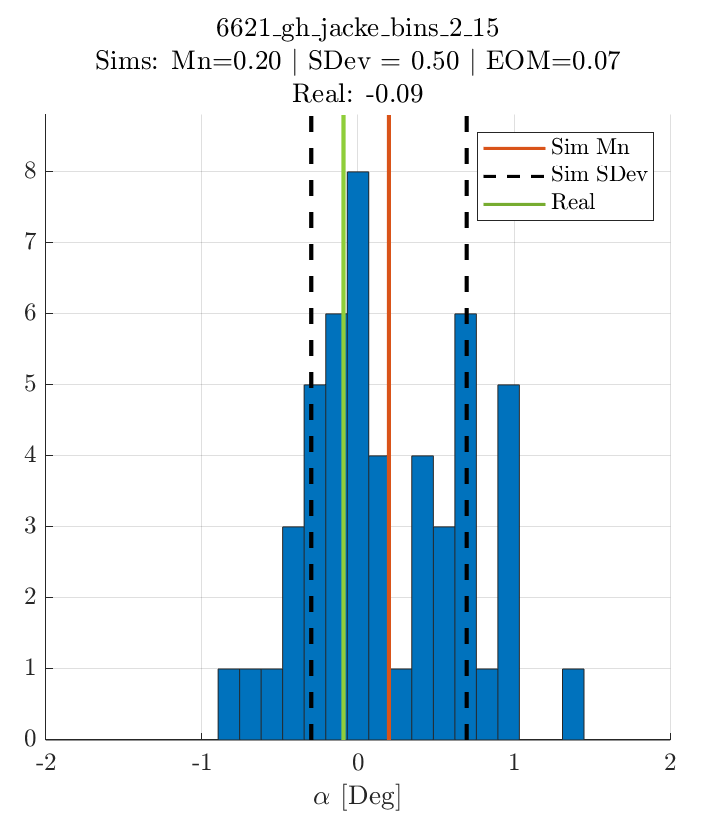 6621_gh_jacke_bins_2_15
Sims: Mn=0.20 | SDev = 0.50 | EOM=0.07
Real: -0.09
Sim Mn
Sim SDev
Real
8
7
6
5
4
3
2
1
0
-2
-1
0
1
2
α [Deg]